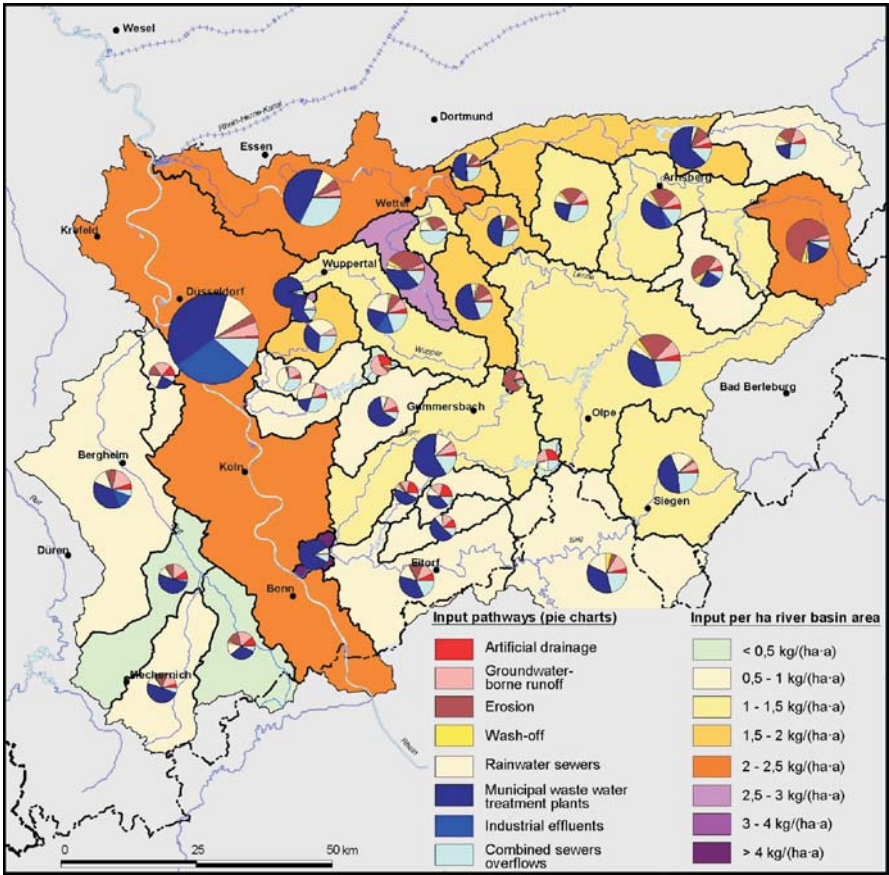 Wesel
Rhein-Herne-Kanal
Dortmund
Essen
Arnsberg
Wetter
Krefeld
Wuppertal
Lenne
Düsseldorf
Wupper
Bad Berleburg
Gummersbach
Olpe
Agger
Bergheim
Köln
Siegen
Rur
Sieg
Düren
Eitorf
Bonn
Mechernich
Rhein
Input pathways (pie charts)
Artificial drainage
Groundwater-
borne runoff
Erosion
Wash-off
Rainwater sewers
Municipal waste water
treatment plants
Industrial effluents
Combined sewers
overflows
Input per ha river basin area
< 0,5 kg/(ha·a)
0,5 - 1 kg/(ha·a)
1 - 1,5 kg/(ha·a)
1,5 - 2 kg/(ha·a)
2 - 2,5 kg/(ha·a)
2,5 - 3 kg/(ha·a)
3 - 4 kg/(ha·a)
> 4 kg/(ha·a)
0 25 50 km